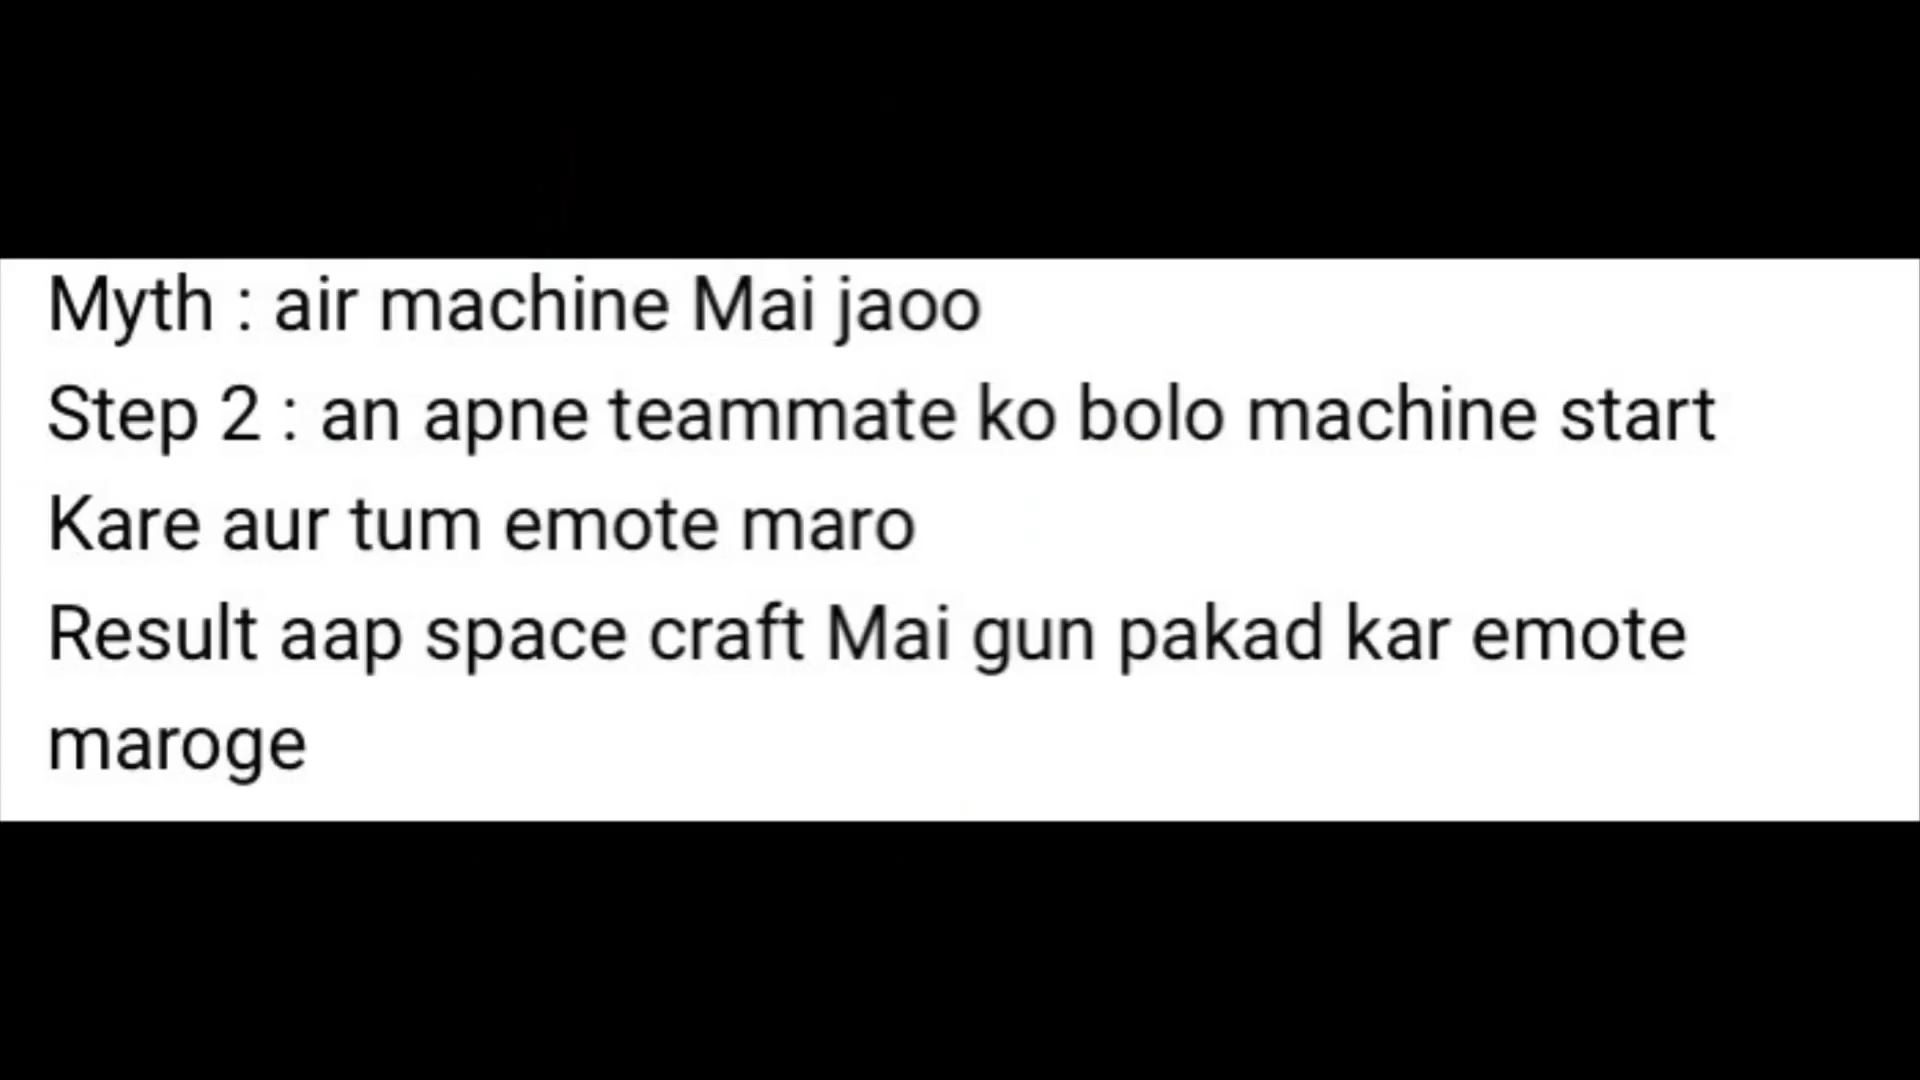 Myth : air machine Mai jaoo
Step 2 : an apne teammate ko bolo machine start
Kare aur tum emote maro
Result aap space craft Mai gun pakad kar emote
maroge